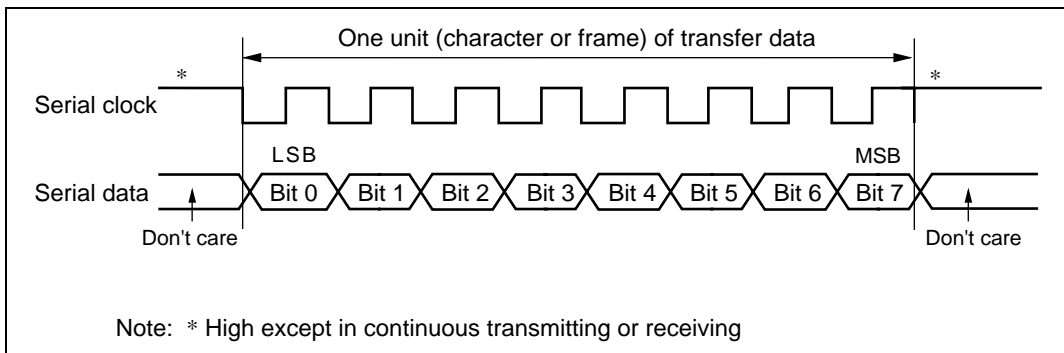 One unit (character or frame) of transfer data
* *
Serial clock
LSB MSB
Serial data Bit 0 Bit 1 Bit 2 Bit 3 Bit 4 Bit 5 Bit 6 Bit 7
Don't care Don't care
Note: * High except in continuous transmitting or receiving